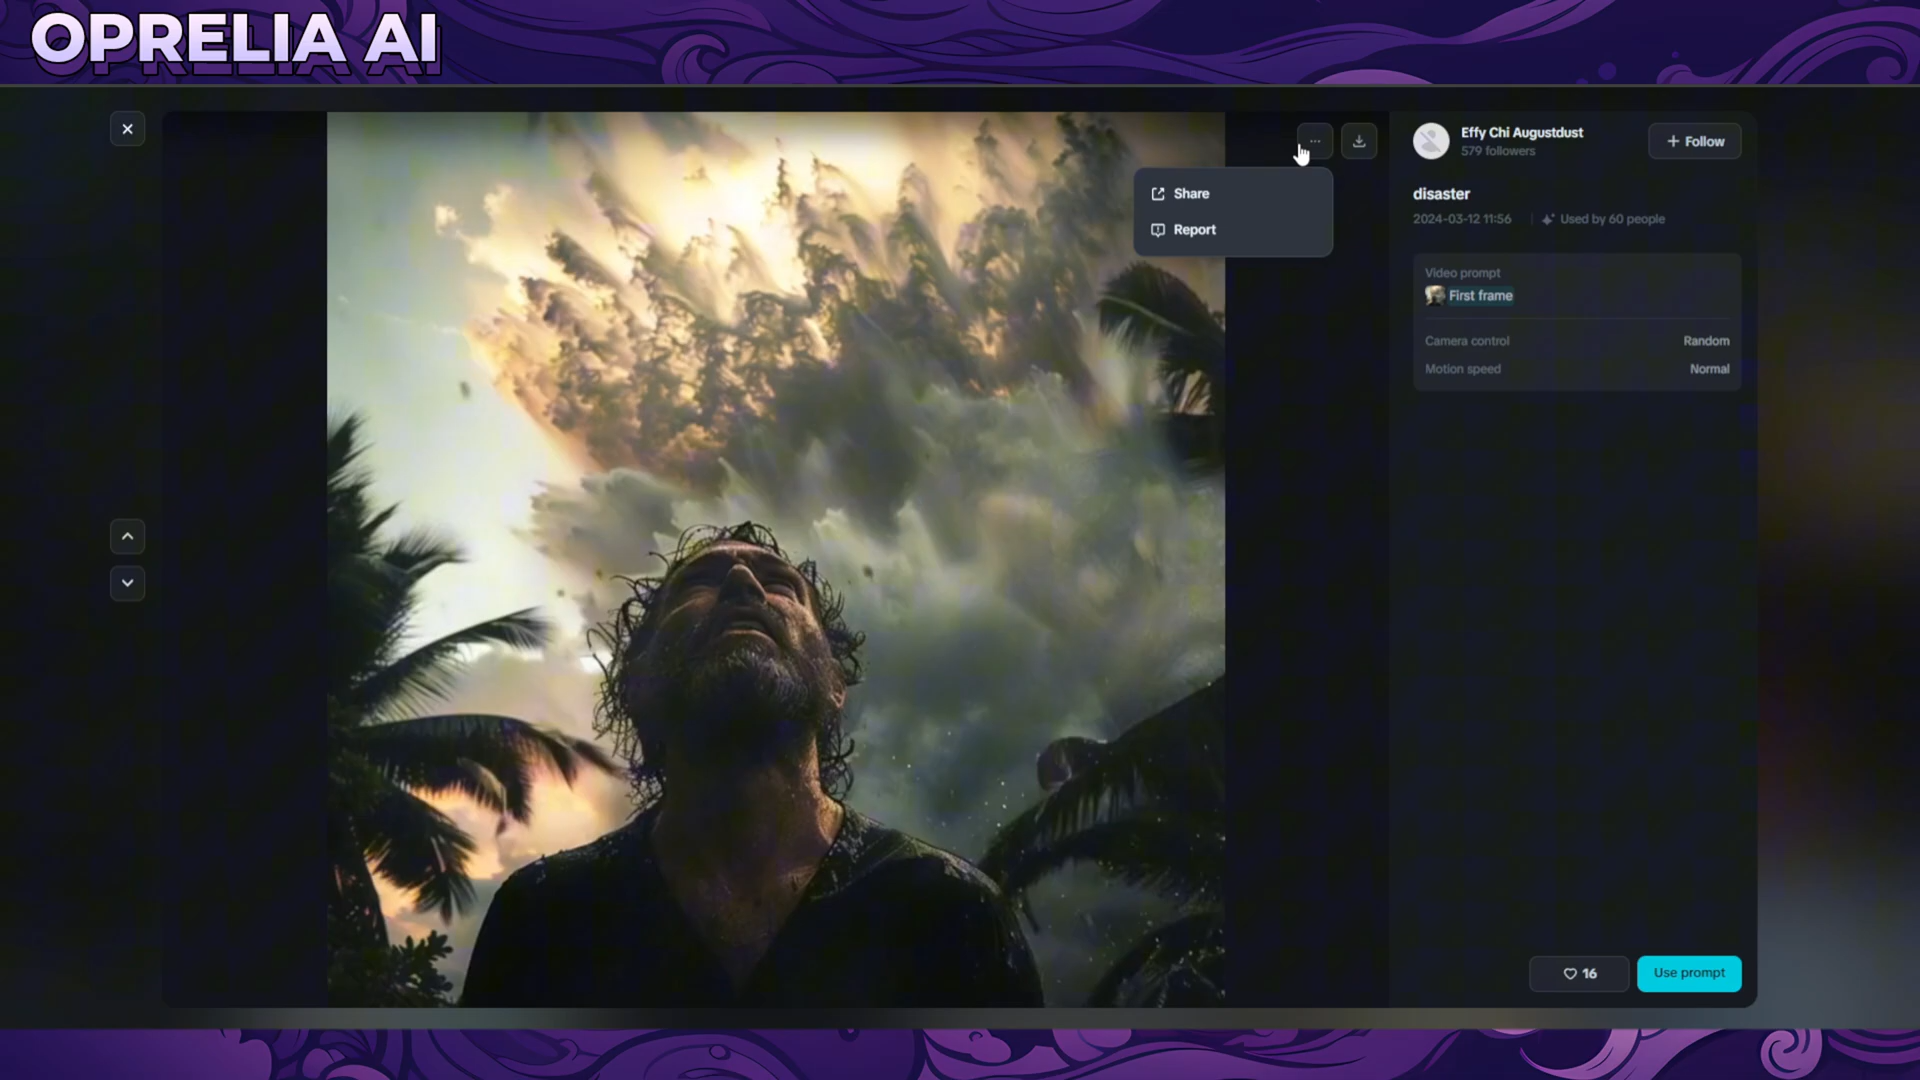 OPRELIA AI
Effy Chi Augustdust
579 followers
Follow
Share
Report
disaster
2024-03-12 11:56
Used by 60 people
Video prompt
First frame
Camera control
Random
Motion speed
Normal
16
Use prompt